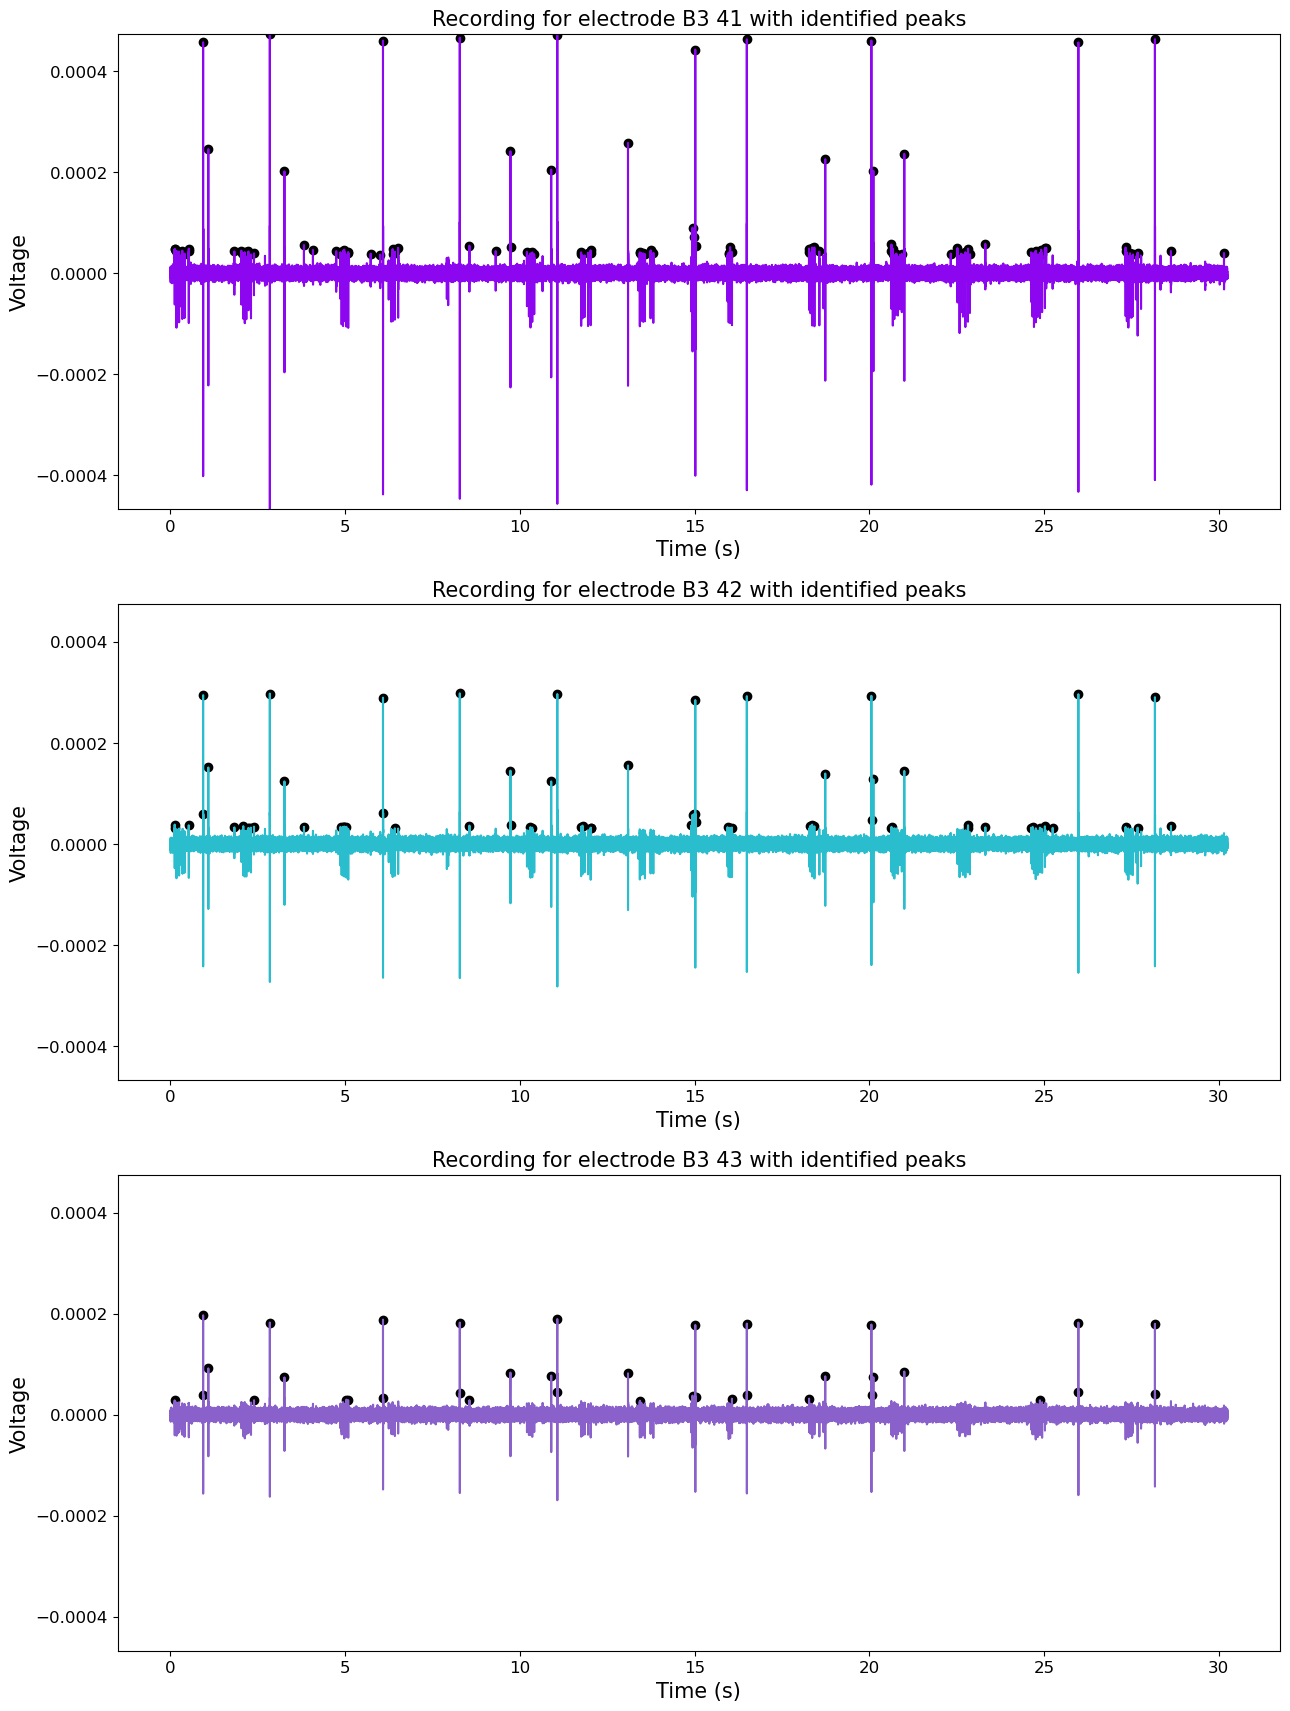 Recording for electrode B3 41 with identified peaks
0.0004
0.0002
0.0000
−0.0002
−0.0004
Voltage
0 5 10 15 20 25 30
Time (s)
Recording for electrode B3 42 with identified peaks
0.0004
0.0002
0.0000
−0.0002
−0.0004
Voltage
0 5 10 15 20 25 30
Time (s)
Recording for electrode B3 43 with identified peaks
0.0004
0.0002
0.0000
−0.0002
−0.0004
Voltage
0 5 10 15 20 25 30
Time (s)